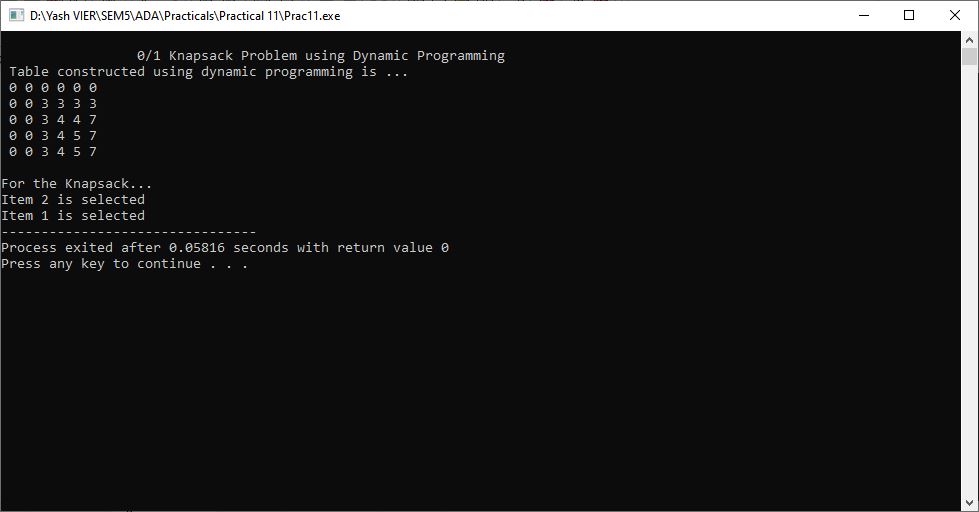 D:\Yash VIER\SEM5\ADA\Practicals\Practical 11\Prac11.exe
0/1 Knapsack Problem using Dynamic Programming
Table constructed using dynamic programming is ...
0 0 0 0 0 0
0 0 3 3 3 3
0 0 3 4 4 7
0 0 3 4 5 7
0 0 3 4 5 7
For the Knapsack...
Item 2 is selected
Item 1 is selected
--------------------------------
Process exited after 0.05816 seconds with return value 0
Press any key to continue . . .